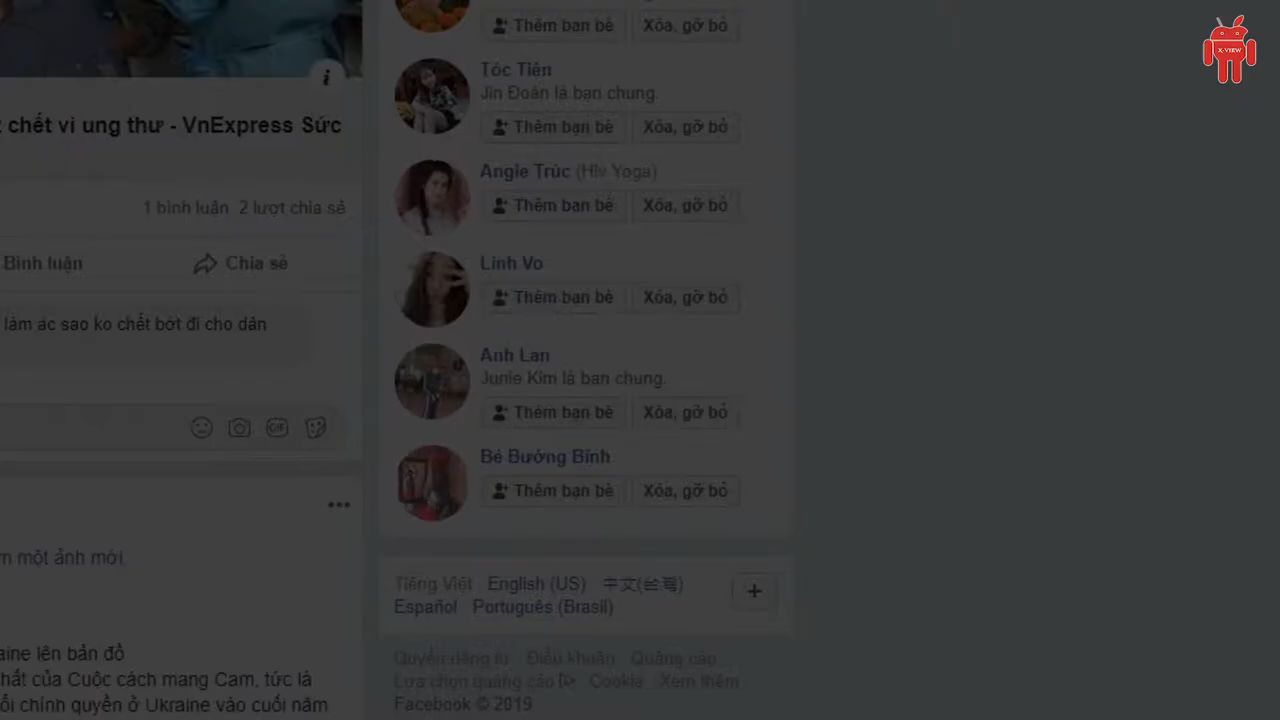 X-VIEW
chết vì ung thư - VnExpress Sức
1 bình luận 2 lượt chia sẻ
Bình luận Chia sẻ
làm ác sao ko chết bớt đi cho dân
GIF
một ảnh mới.
lên bản đồ
của Cuộc cách mạng Cam, tức là
chính quyền ở Ukraine vào cuối năm
Thêm bạn bè Xóa, gỡ bỏ
Tóc Tiên
Jin Đoàn là bạn chung.
Thêm bạn bè Xóa, gỡ bỏ
Angie Trúc (Hlv Yoga)
Thêm bạn bè Xóa, gỡ bỏ
Linh Vo
Thêm bạn bè Xóa, gỡ bỏ
Anh Lan
Junie Kim là bạn chung.
Thêm bạn bè Xóa, gỡ bỏ
Bé Bướng Bỉnh
Thêm bạn bè Xóa, gỡ bỏ
Tiếng Việt English (US) 中文(台灣)
Español Português (Brasil)
Quyền riêng tư Điều khoản Quảng cáo
Lựa chọn quảng cáo Cookie Xem thêm
Facebook © 2019